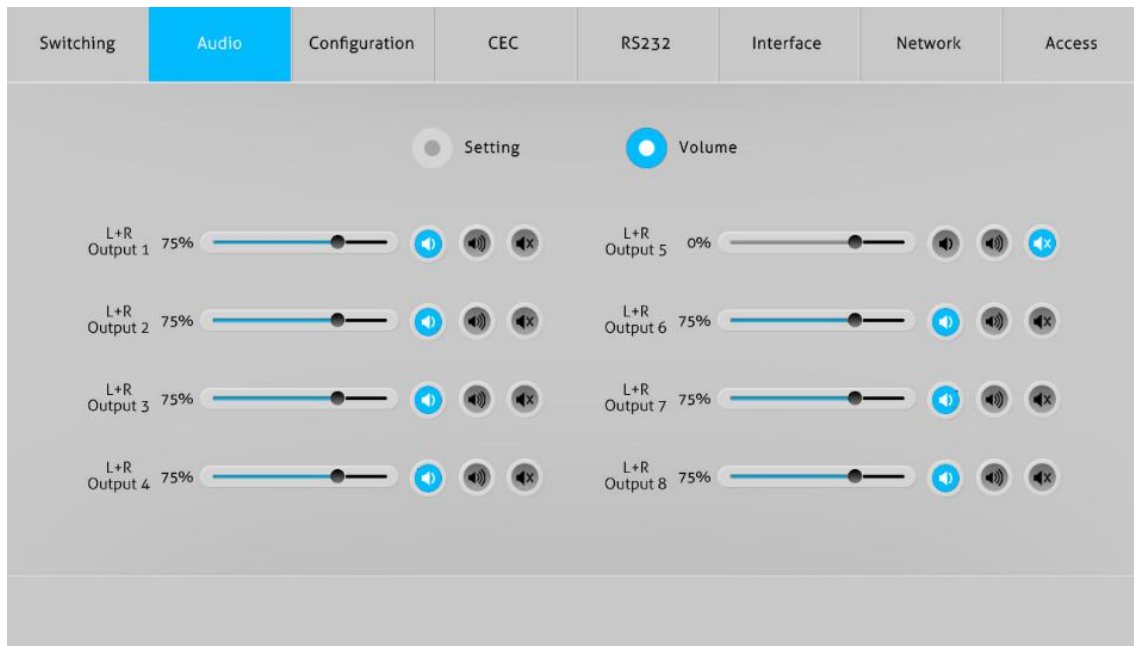 Switching Audio Configuration CEC RS232 Interface Network Access
Setting Volume
L+R
Output 1 75%
L+R
Output 5 0%
L+R
Output 2 75%
L+R
Output 6 75%
L+R
Output 3 75%
L+R
Output 7 75%
L+R
Output 4 75%
L+R
Output 8 75%